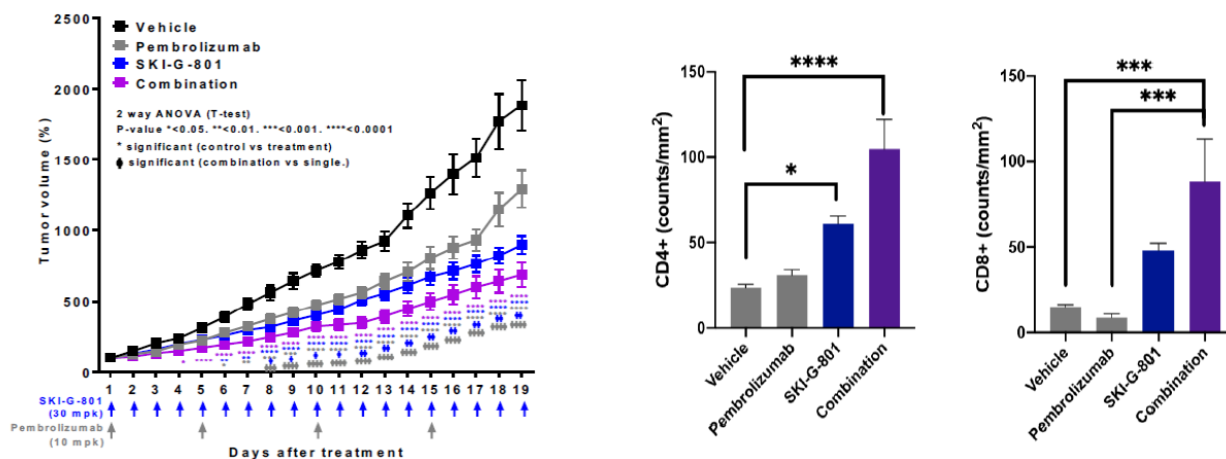 2500
2000
1500
1000
500
0
Tumor volume (%)
Vehicle
Pembrolizumab
SKI-G-801
Combination
2 way ANOVA (T-test)
P-value *<0.05. **<0.01. ***<0.001. ****<0.0001
* significant (control vs treatment)
⧫ significant (combination vs single.)
1 2 3 4 5 6 7 8 9 10 11 12 13 14 15 16 17 18 19
SKI-G-801
(30 mpk)
Pembrolizumab
(10 mpk)
Days after treatment
CD4+ (counts/mm²)
150
100
50
0
****
*
Vehicle
Pembrolizumab
SKI-G-801
Combination
CD8+ (counts/mm²)
150
100
50
0
***
***
Vehicle
Pembrolizumab
SKI-G-801
Combination